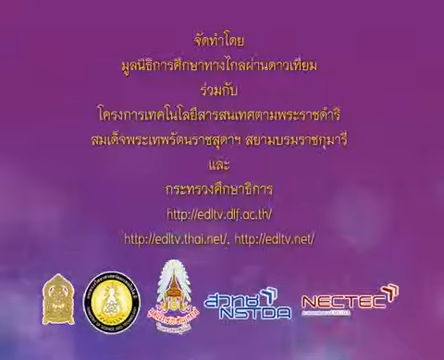 จัดทำโดย
มูลนิธิการศึกษาทางไกลผ่านดาวเทียม
ร่วมกับ
โครงการเทคโนโลยีสารสนเทศตามพระราชดำริ
สมเด็จพระเทพรัตนราชสุดาฯ สยามบรมราชกุมารี
และ
กระทรวงศึกษาธิการ
http://edltv.dlf.ac.th/
http://edltv.thai.net/, http://edltv.net/
สวทช
NSTDA
NECTEC